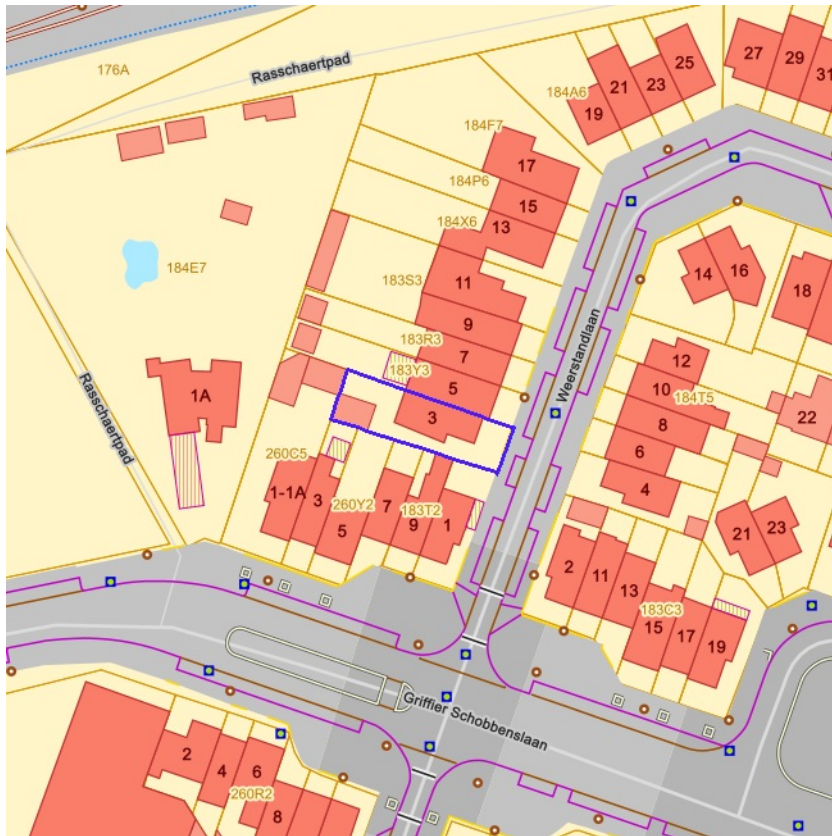 176A
Rasschaertpad
27
29
31
25
21
23
184A6
19
184F7
17
184P6
15
184X6
13
14
16
18
184E7
183S3
11
9
183R3
7
183Y3
5
3
Weerstandlaan
12
10
184T5
8
22
6
4
Rasschaertpad
1A
260C5
1-1A
3
260Y2
5
7
183T2
9
1
21
23
2
11
13
183C3
15
17
19
Griffier Schobbenslaan
2
4
6
260R2
8